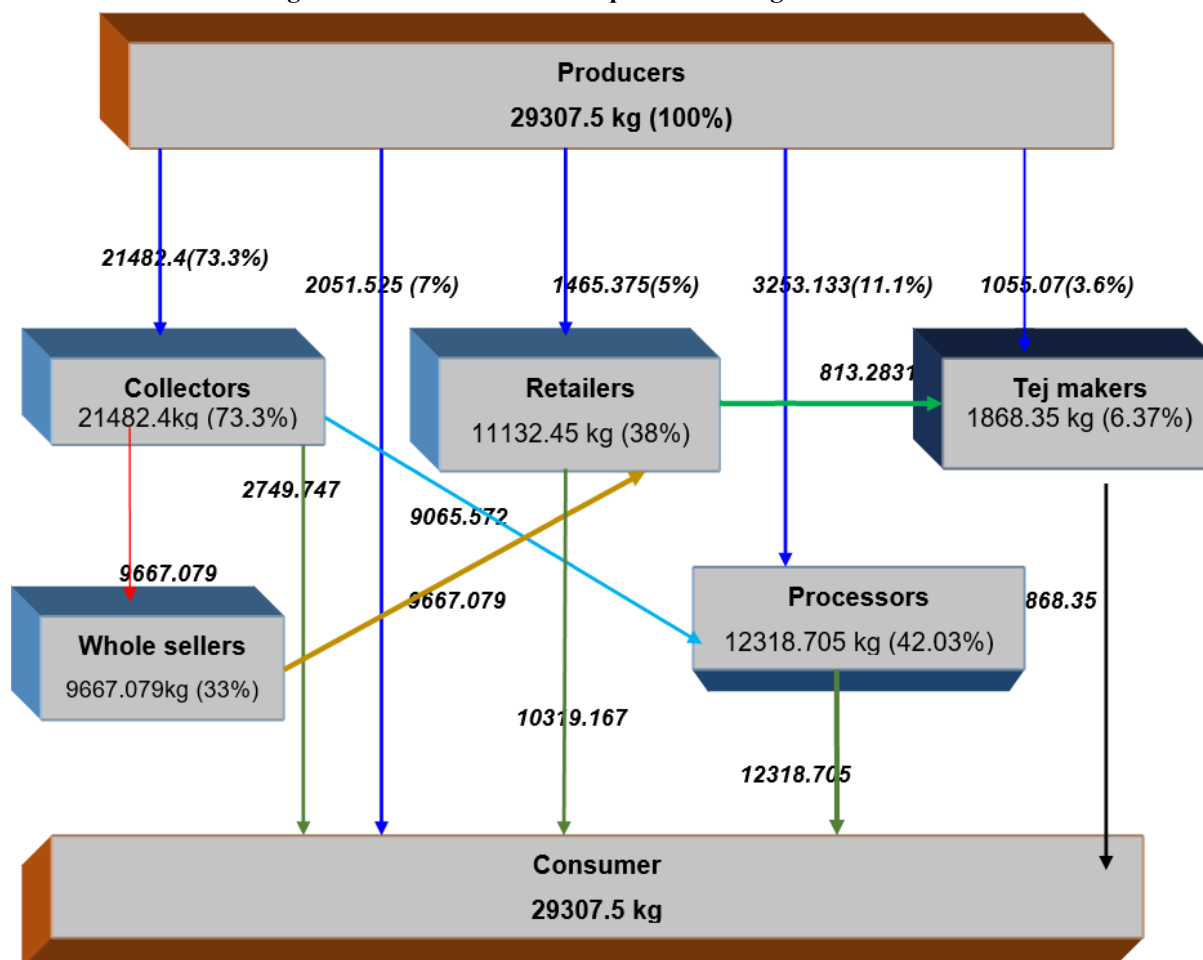 Producers
29307.5 kg (100%)
21482.4(73.3%)
2051.525 (7%)
1465.375(5%)
3253.133(11.1%)
1055.07(3.6%)
Collectors
21482.4kg (73.3%)
Retailers
11132.45 kg (38%)
813.2831
Tej makers
1868.35 kg (6.37%)
2749.747
9065.572
9667.079
9667.079
Processors
12318.705 kg (42.03%)
868.35
Whole sellers
9667.079kg (33%)
10319.167
12318.705
Consumer
29307.5 kg